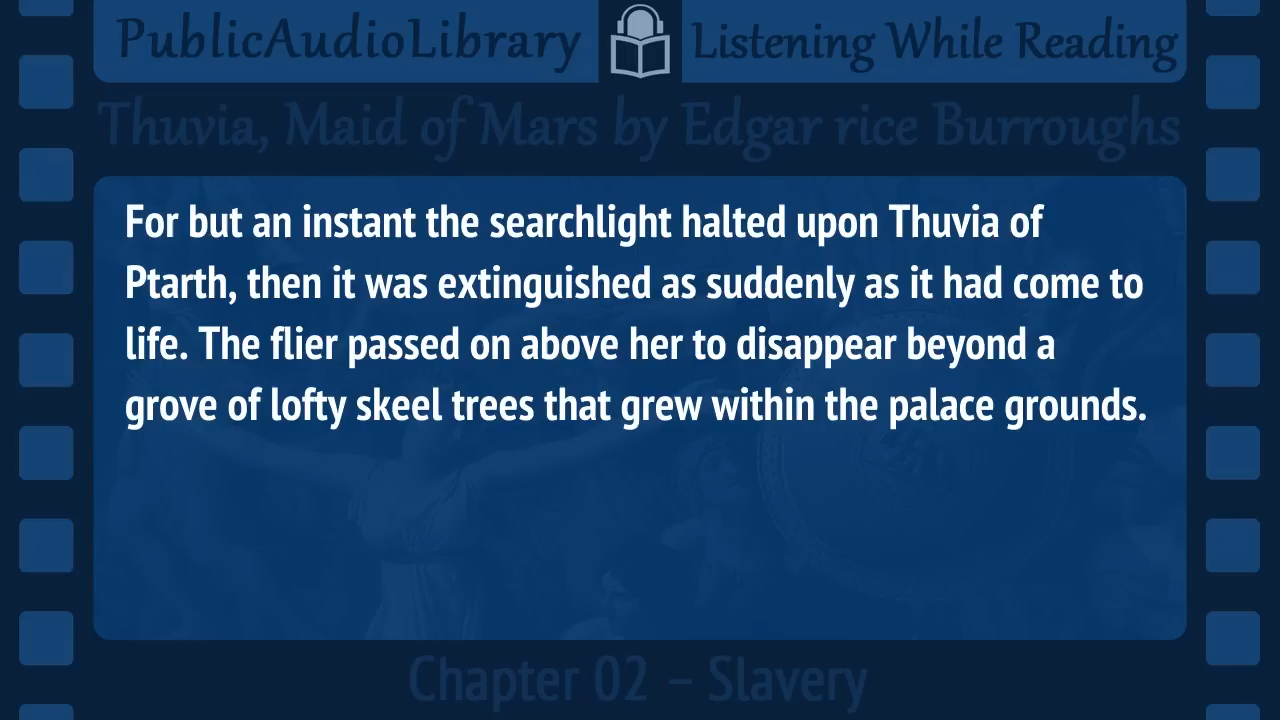 PublicAudioLibrary Listening While Reading
Thuvia, Maid of Mars by Edgar rice Burroughs
For but an instant the searchlight halted upon Thuvia of
Ptarth, then it was extinguished as suddenly as it had come to
life. The flier passed on above her to disappear beyond a
grove of lofty skeel trees that grew within the palace grounds.
Chapter 02 – Slavery